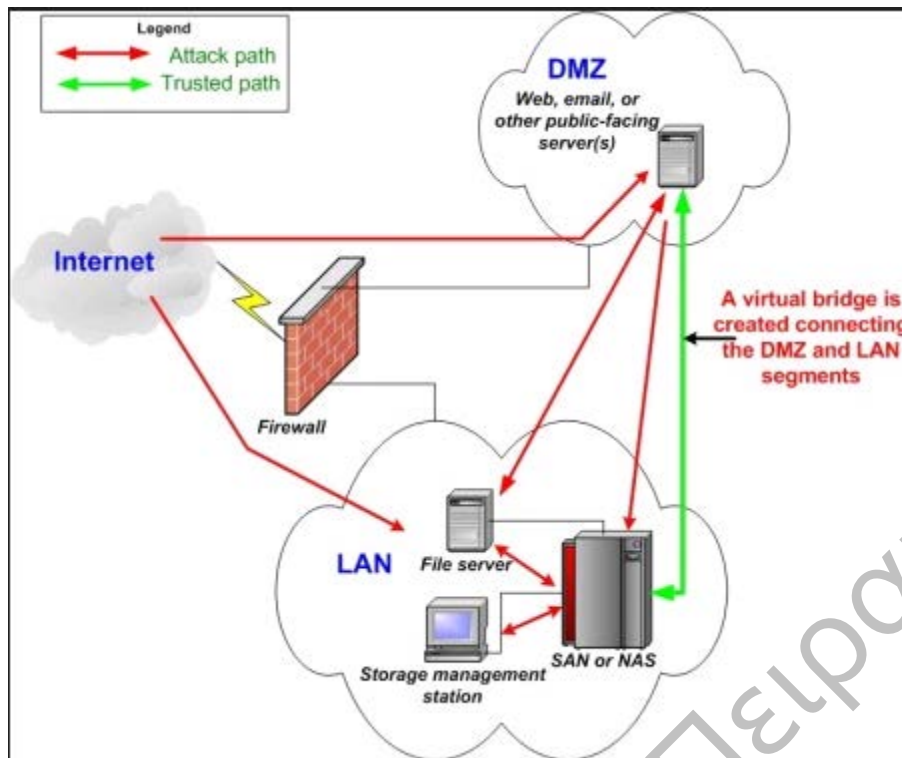 Legend
Attack path
Trusted path
DMZ
Web, email, or
other public-facing
server(s)
Internet
A virtual bridge is
created connecting
the DMZ and LAN
segments
Firewall
LAN
File server
Storage management
station
SAN or NAS
Πειρα